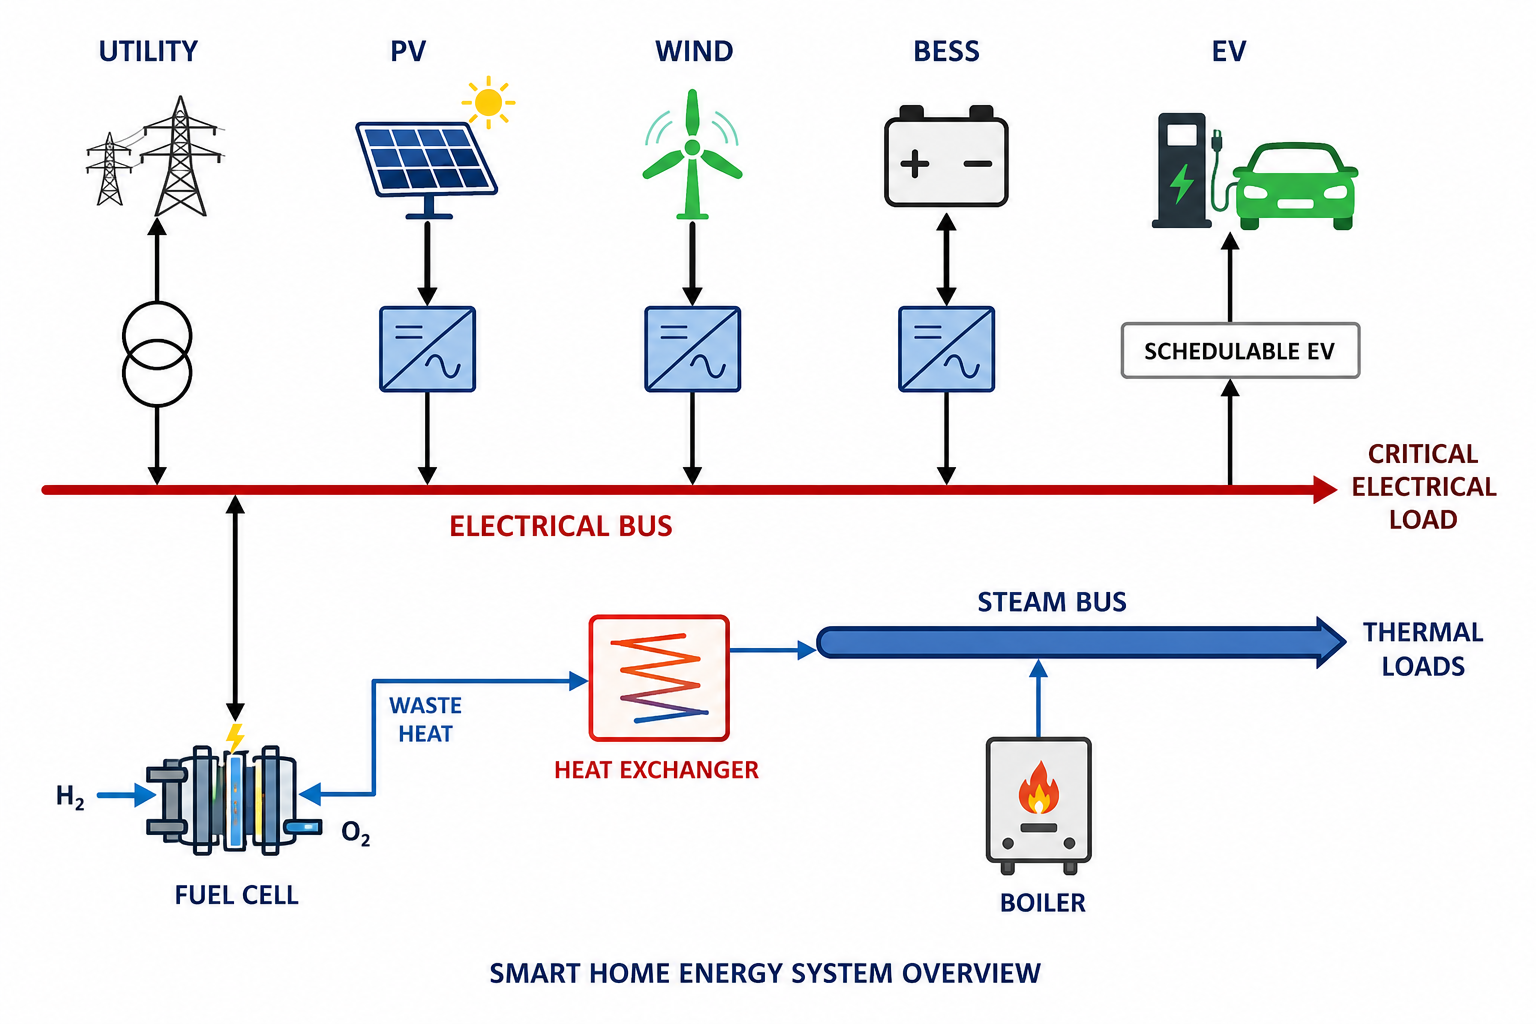 UTILITY
PV
WIND
BESS
EV
SCHEDULABLE EV
CRITICAL
ELECTRICAL
LOAD
ELECTRICAL BUS
STEAM BUS
THERMAL
LOADS
WASTE
HEAT
HEAT EXCHANGER
H₂
O₂
FUEL CELL
BOILER
SMART HOME ENERGY SYSTEM OVERVIEW